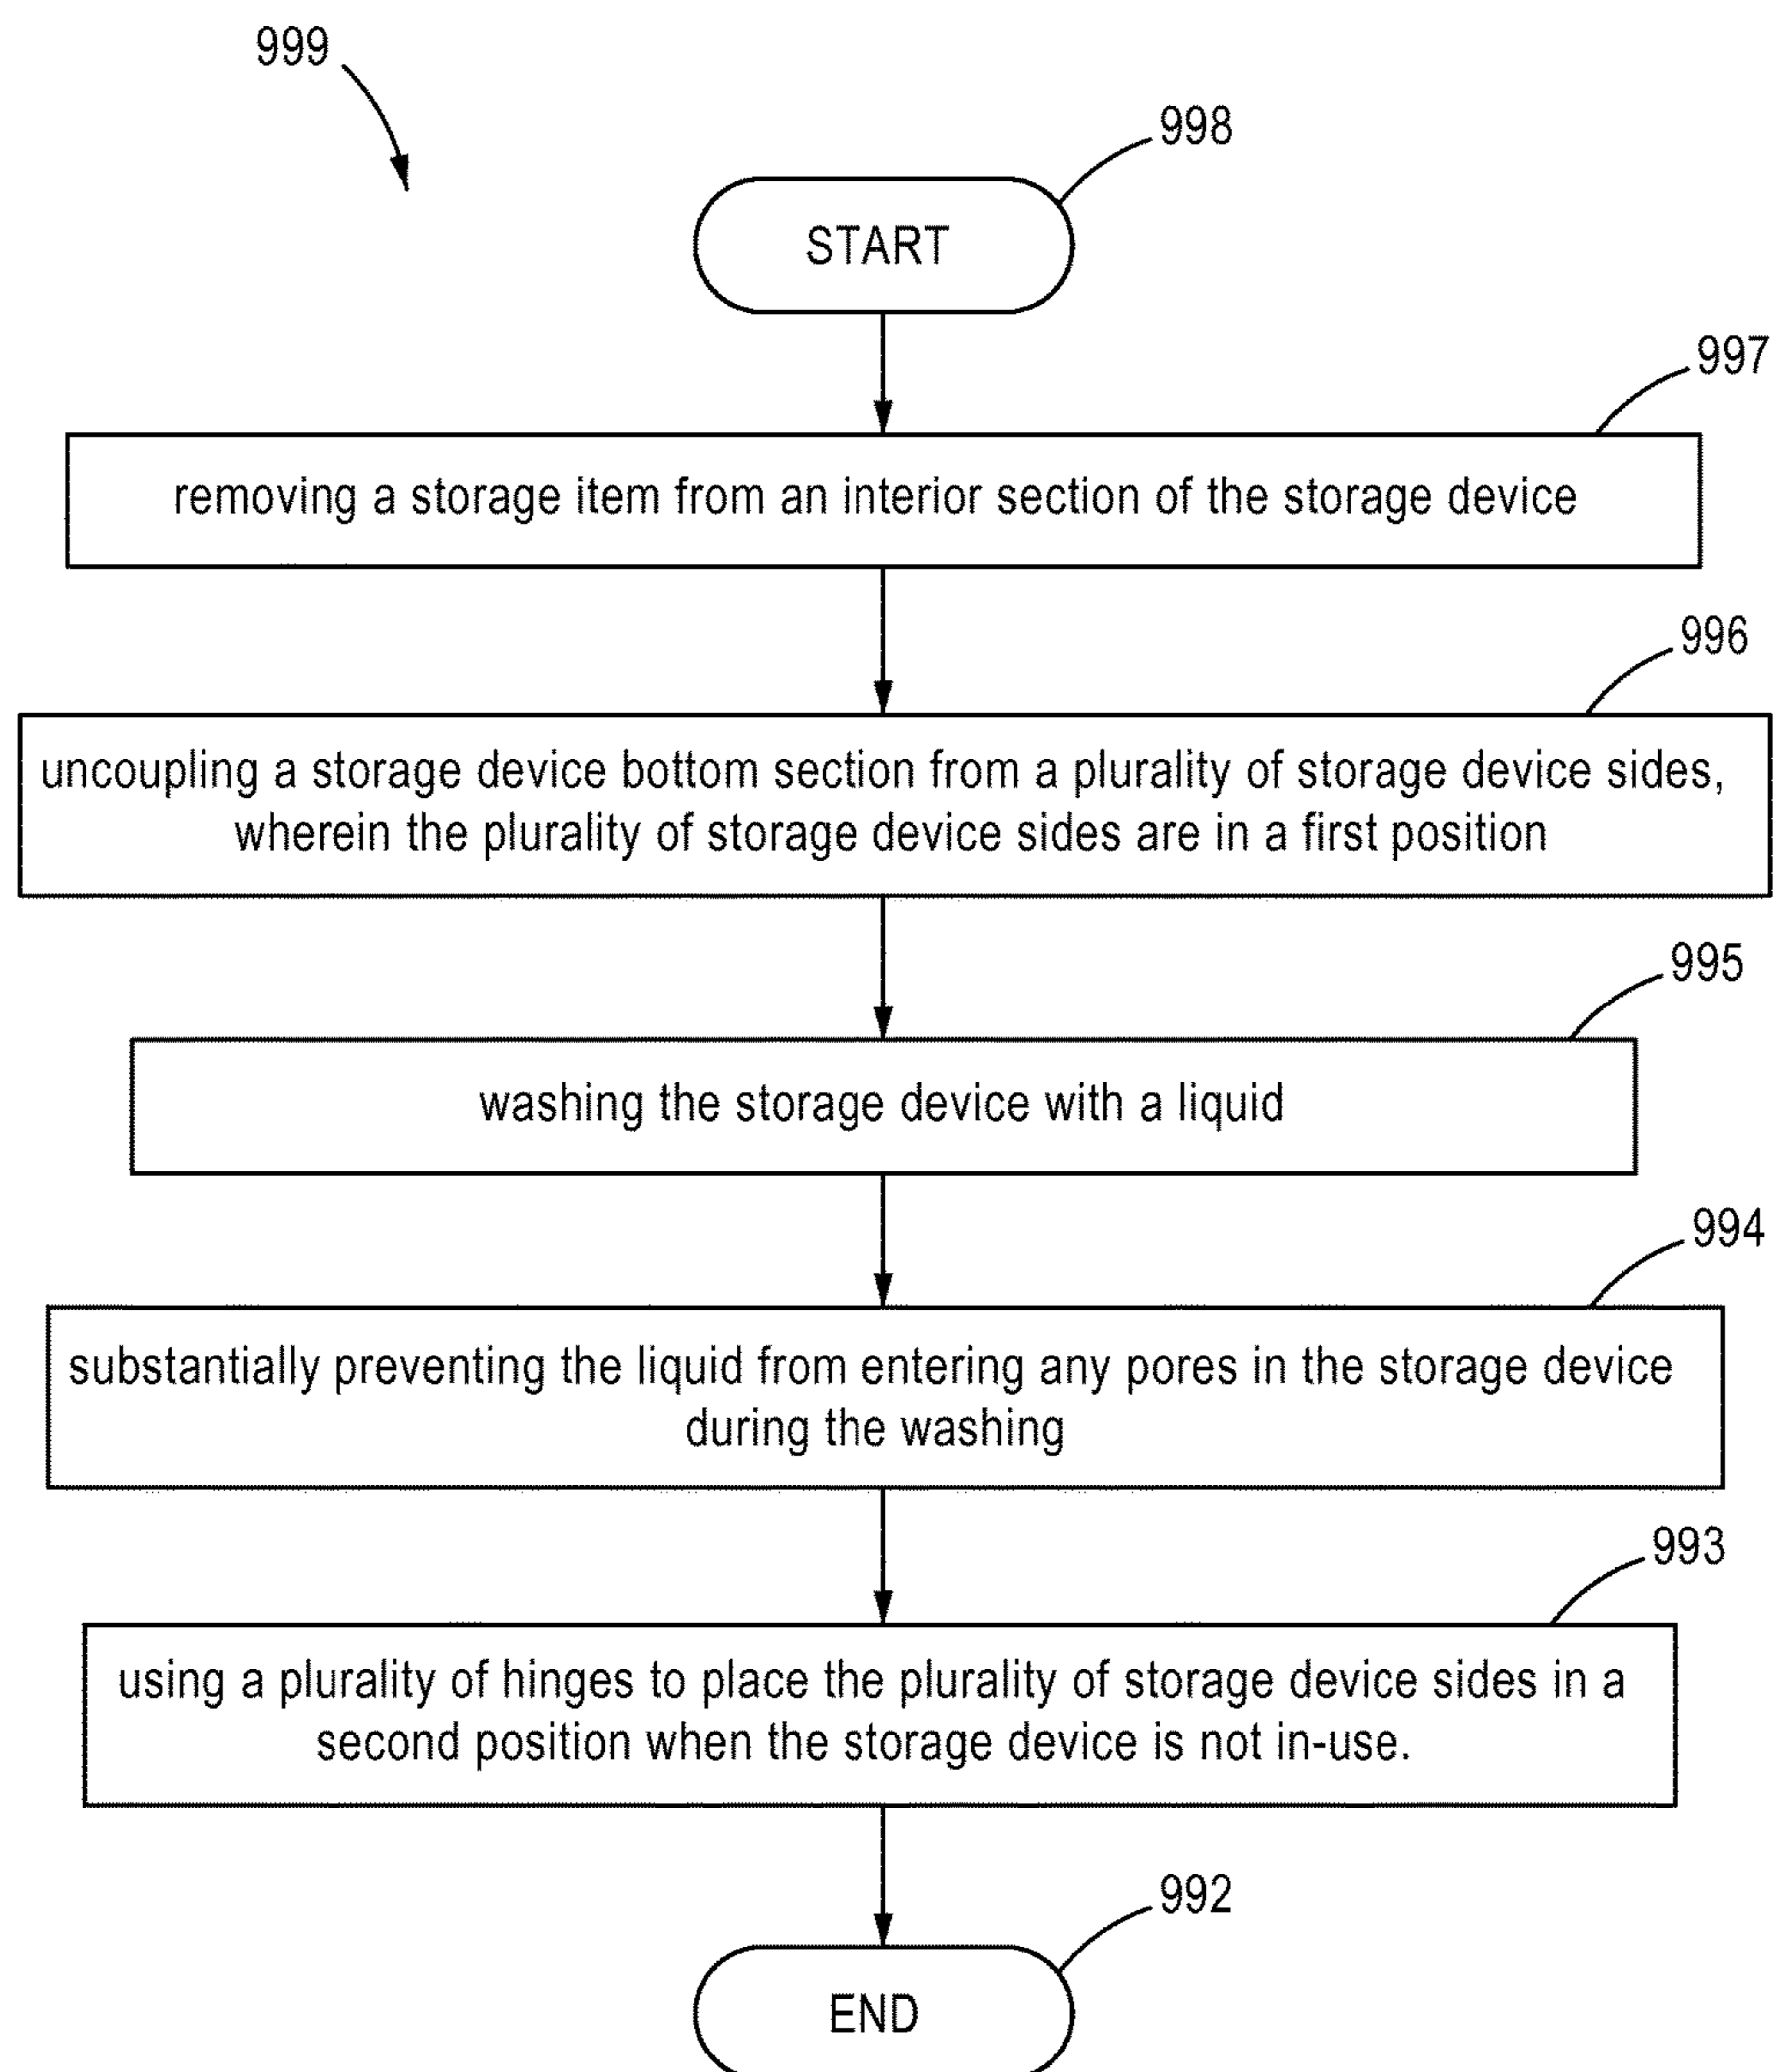 999
998
START
997
removing a storage item from an interior section of the storage device
996
uncoupling a storage device bottom section from a plurality of storage device sides,
wherein the plurality of storage device sides are in a first position
995
washing the storage device with a liquid
994
substantially preventing the liquid from entering any pores in the storage device
during the washing
993
using a plurality of hinges to place the plurality of storage device sides in a
second position when the storage device is not in-use.
992
END